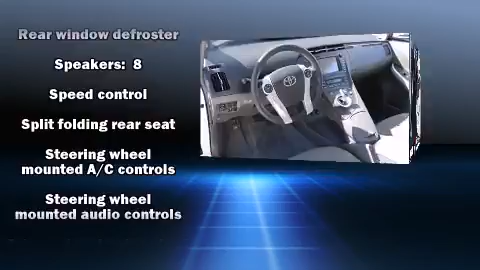 Rear window defroster
Speakers: 8
Speed control
Split folding rear seat
Steering wheel
mounted A/C controls
Steering wheel
mounted audio controls